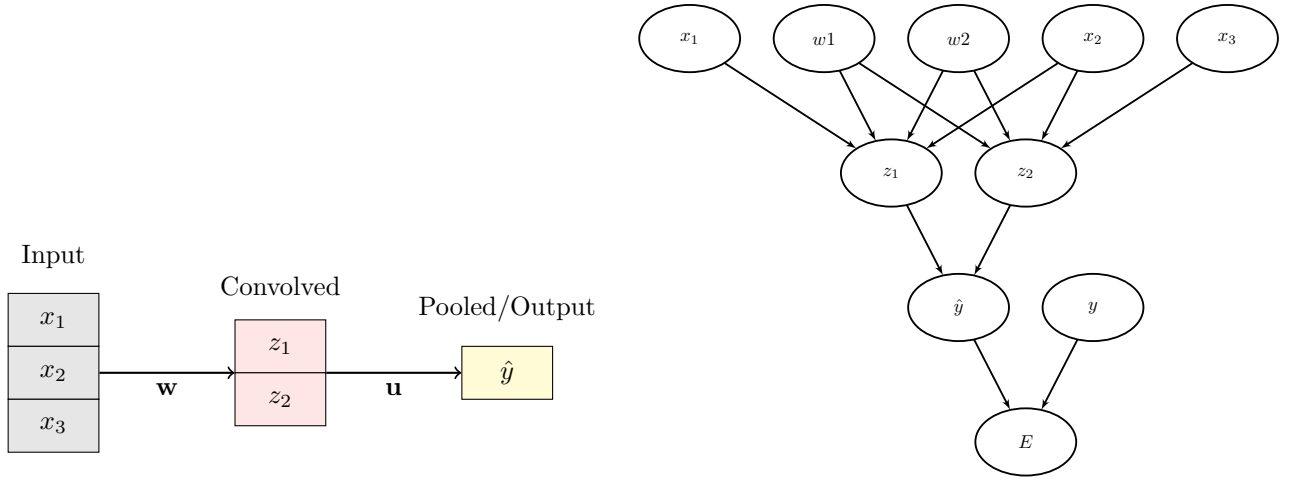 Input
x₁
x₂
x₃
w
Convolved
z₁
z₂
u
Pooled/Output
ŷ
x₁ w1 w2 x₂ x₃
z₁ z₂
ŷ y
E